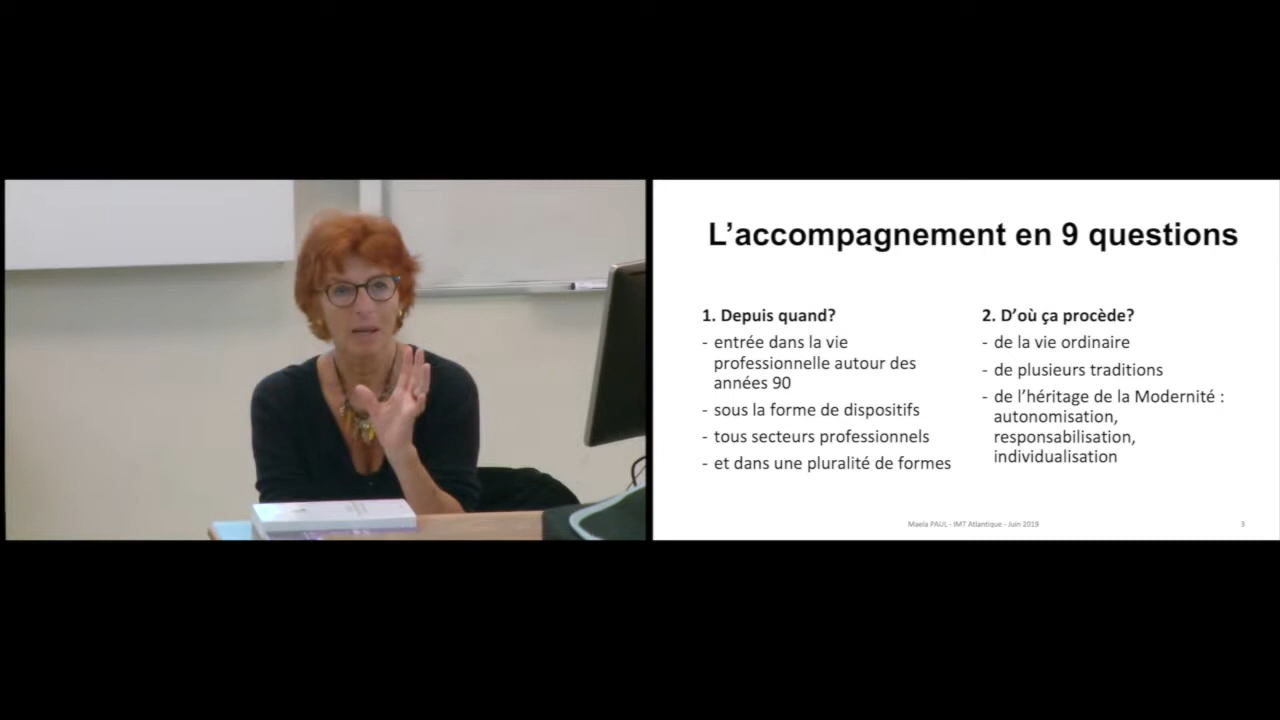 L’accompagnement en 9 questions
1. Depuis quand?
- entrée dans la vie
professionnelle autour des
années 90
- sous la forme de dispositifs
- tous secteurs professionnels
- et dans une pluralité de formes
2. D’où ça procède?
- de la vie ordinaire
- de plusieurs traditions
- de l’héritage de la Modernité :
autonomisation,
responsabilisation,
individualisation
Maela PAUL - IMT Atlantique - Juin 2019
3